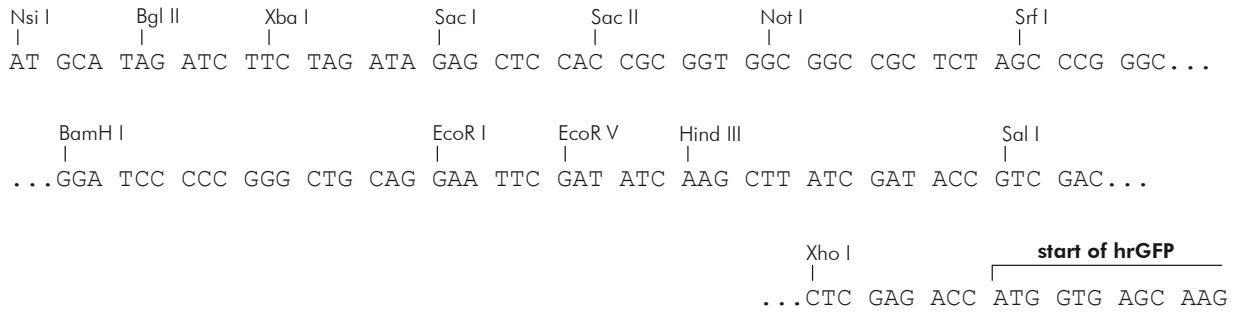 Nsi I Bgl II Xba I Sac I Sac II Not I Srf I
AT GCA TAG ATC TTC TAG ATA GAG CTC CAC CGC GGT GGC GGC CGC TCT AGC CCG GGC...
BamH I EcoR I EcoR V Hind III Sal I
...GGA TCC CCC GGG CTG CAG GAA TTC GAT ATC AAG CTT ATC GAT ACC GTC GAC...
Xho I start of hrGFP
...CTC GAG ACC ATG GTG AGC AAG